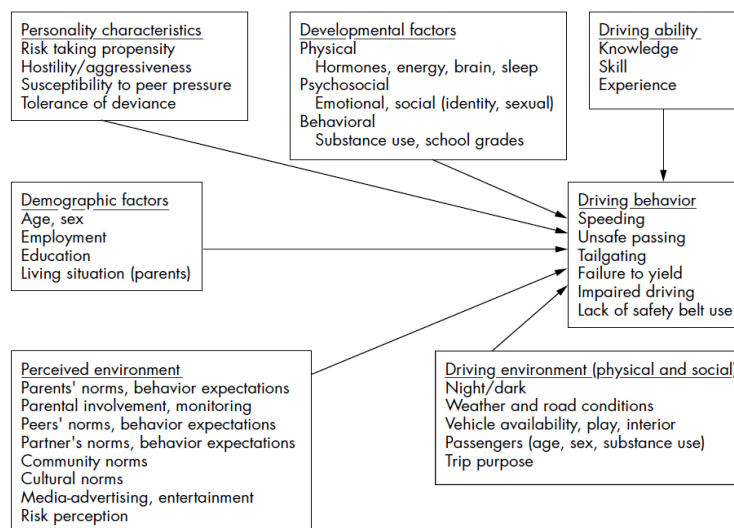 Personality characteristics
Risk taking propensity
Hostility/aggressiveness
Susceptibility to peer pressure
Tolerance of deviance
Developmental factors
Physical
Hormones, energy, brain, sleep
Psychosocial
Emotional, social (identity, sexual)
Behavioral
Substance use, school grades
Driving ability
Knowledge
Skill
Experience
Demographic factors
Age, sex
Employment
Education
Living situation (parents)
Driving behavior
Speeding
Unsafe passing
Tailgating
Failure to yield
Impaired driving
Lack of safety belt use
Perceived environment
Parents' norms, behavior expectations
Parental involvement, monitoring
Peers' norms, behavior expectations
Partner's norms, behavior expectations
Community norms
Cultural norms
Media-advertising, entertainment
Risk perception
Driving environment (physical and social)
Night/dark
Weather and road conditions
Vehicle availability, play, interior
Passengers (age, sex, substance use)
Trip purpose